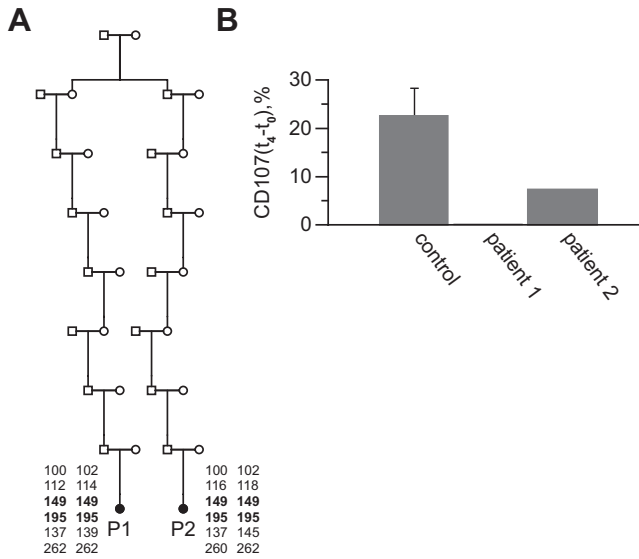 A
B
CD107(t4-t0),%
30
20
10
0
control
patient 1
patient 2
100 102
112 114
149 149
195 195
137 139
262 262
P1
P2
100 102
116 118
149 149
195 195
137 145
260 262